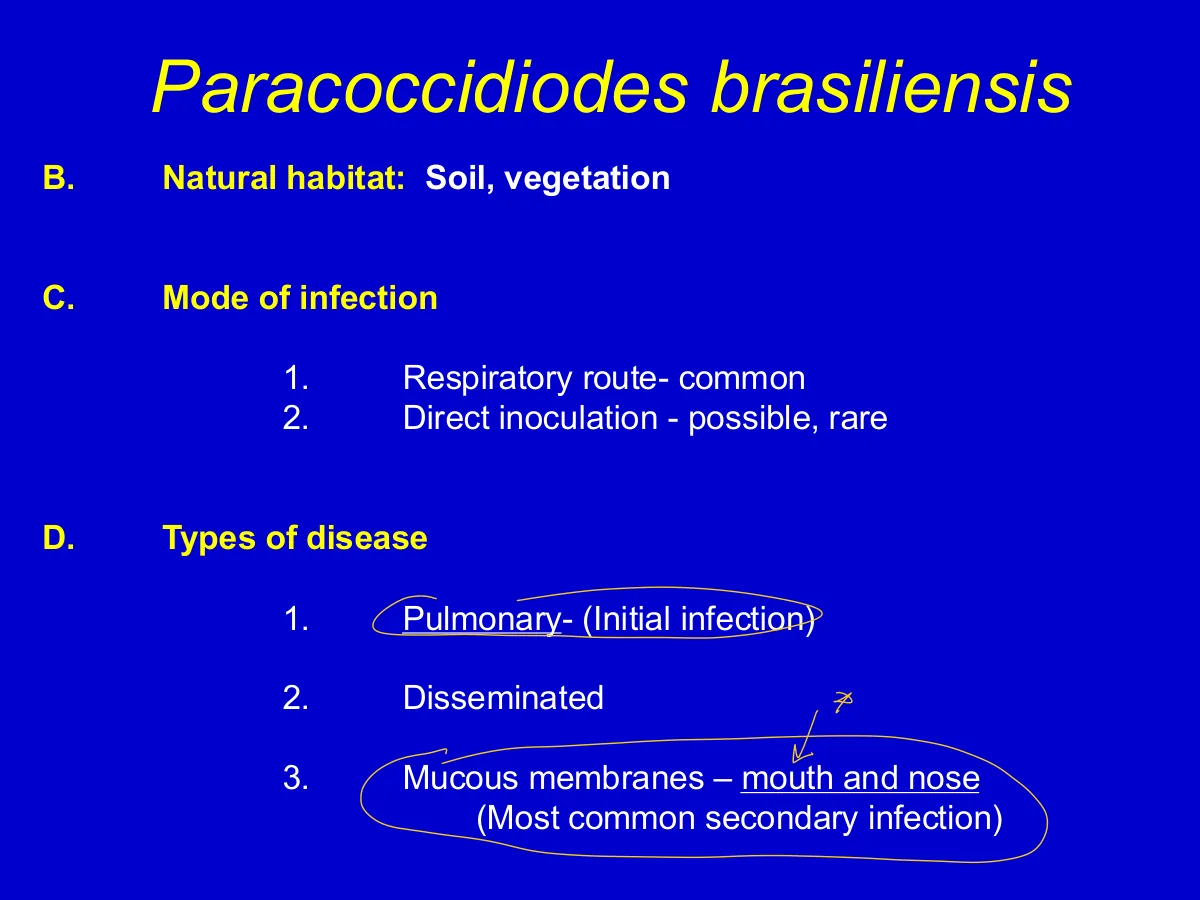 Paracoccidiodes brasiliensis
B. Natural habitat: Soil, vegetation
C. Mode of infection
1. Respiratory route- common
2. Direct inoculation - possible, rare
D. Types of disease
1. Pulmonary- (Initial infection)
2. Disseminated
3. Mucous membranes – mouth and nose
(Most common secondary infection)